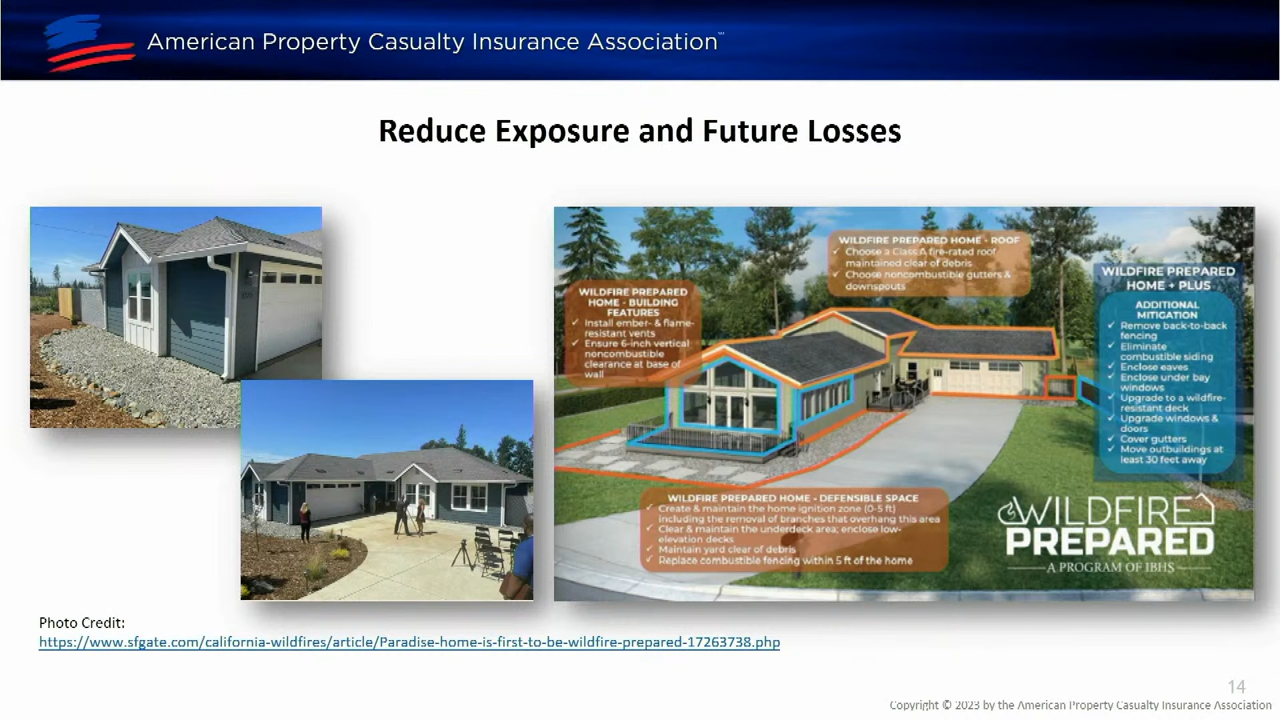 American Property Casualty Insurance Association™
Reduce Exposure and Future Losses
WILDFIRE PREPARED
HOME - BUILDING
FEATURES
✓ Install ember- & flame-
resistant vents
✓ Ensure 6-inch vertical
noncombustible
clearance at base of
wall
WILDFIRE PREPARED HOME - ROOF
✓ Choose a Class A fire-rated roof
maintained clear of debris
✓ Choose noncombustible gutters &
downspouts
WILDFIRE PREPARED
HOME + PLUS
ADDITIONAL
MITIGATION
✓ Remove back-to-back
fencing
✓ Eliminate
combustible siding
✓ Enclose eaves
✓ Enclose under bay
windows
✓ Upgrade to a wildfire-
resistant deck
✓ Upgrade windows &
doors
✓ Cover gutters
✓ Move outbuildings at
least 30 feet away
WILDFIRE PREPARED HOME - DEFENSIBLE SPACE
✓ Create & maintain the home ignition zone (0-5 ft)
including the removal of branches that overhang this area
✓ Clear & maintain the underdeck area; enclose low-
elevation decks
✓ Maintain yard clear of debris
✓ Replace combustible fencing within 5 ft of the home
WILDFIRE
PREPARED
A PROGRAM OF IBHS
Photo Credit:
https://www.sfgate.com/california-wildfires/article/Paradise-home-is-first-to-be-wildfire-prepared-17263738.php
14
Copyright © 2023 by the American Property Casualty Insurance Association